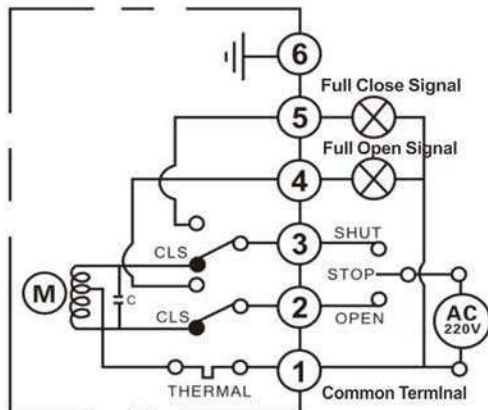 6
Full Close Signal
5
Full Open Signal
4
CLS
3
SHUT
STOP
M
C
CLS
2
OPEN
AC
220V
THERMAL
1
Common Terminal